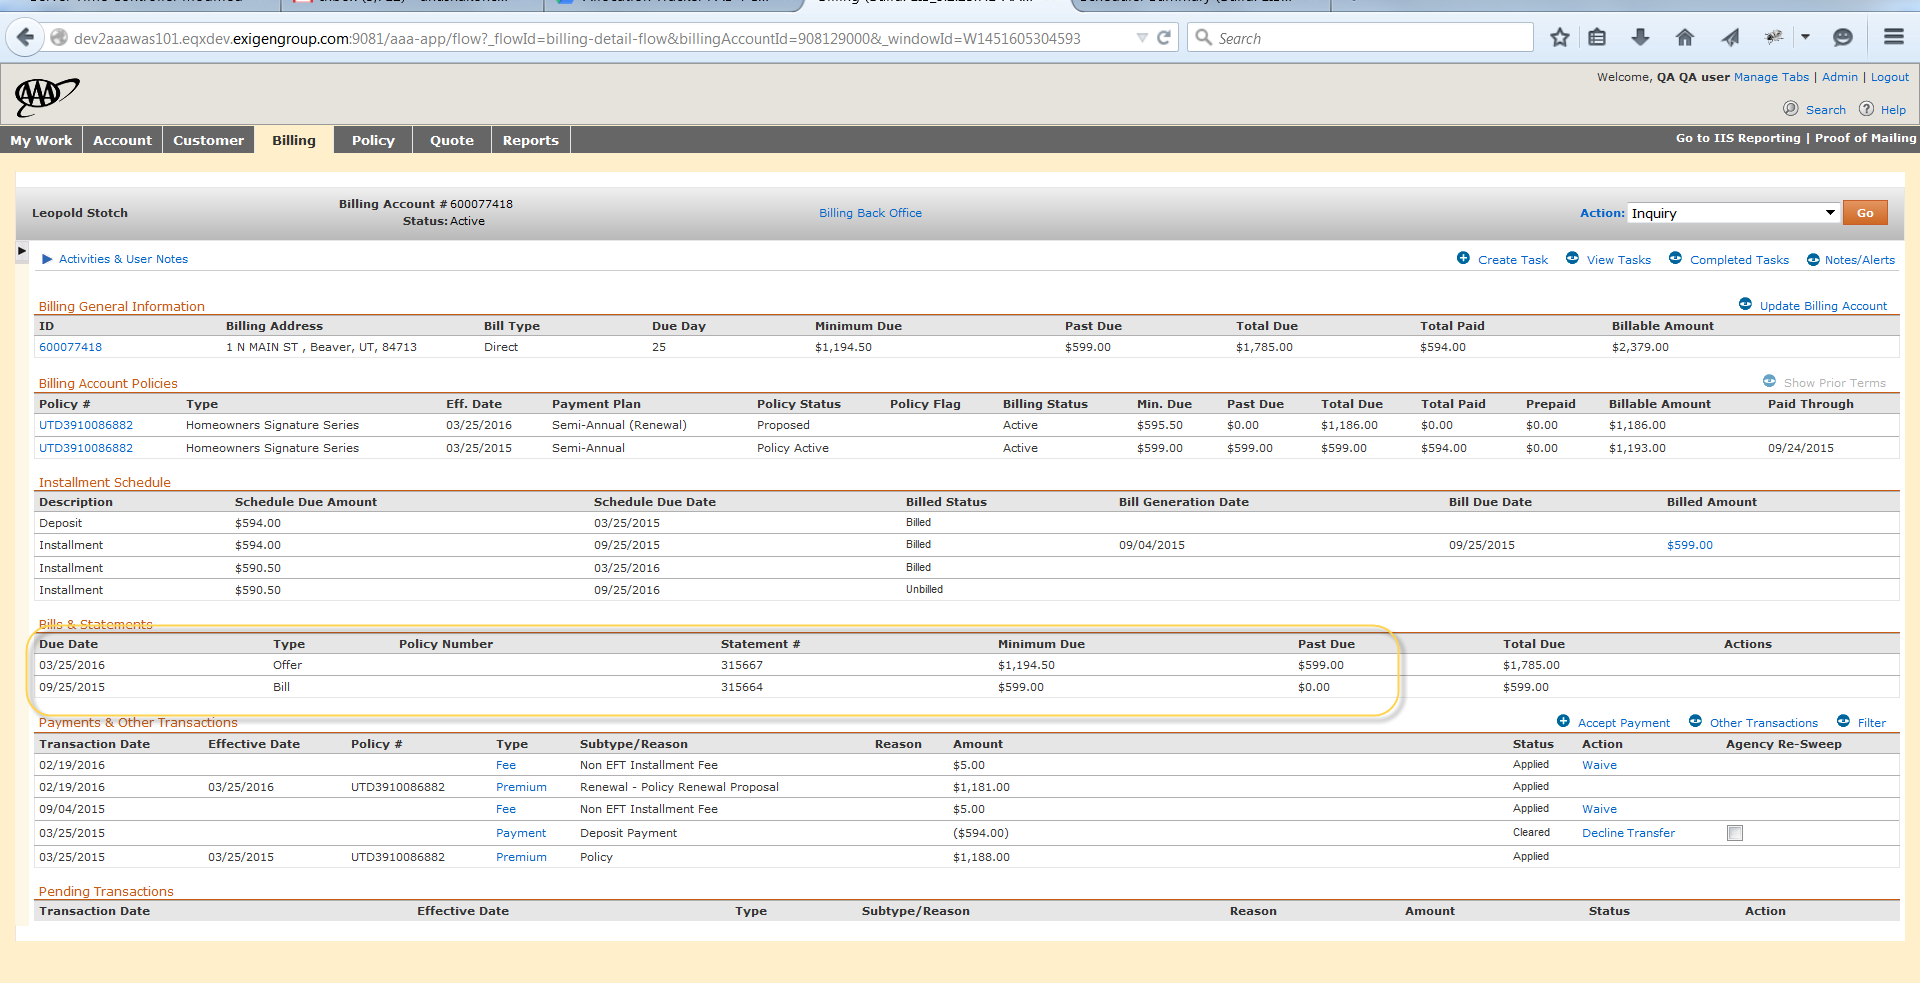 dev2aaawas101.eqxdev.exigengroup.com:9081/aaa-app/flow?_flowId=billing-detail-flow&billingAccountId=908129000&_windowId=W1451605304593 Search
Welcome, QA QA user Manage Tabs | Admin | Logout
AAA
Search Help
My Work Account Customer Billing Policy Quote Reports Go to IIS Reporting | Proof of Mailing
Leopold Stotch Billing Account # 600077418 Billing Back Office Action: Inquiry Go
Status: Active
Activities & User Notes Create Task View Tasks Completed Tasks Notes/Alerts
Billing General Information Update Billing Account
ID Billing Address Bill Type Due Day Minimum Due Past Due Total Due Total Paid Billable Amount
600077418 1 N MAIN ST , Beaver, UT, 84713 Direct 25 $1,194.50 $599.00 $1,785.00 $594.00 $2,379.00
Billing Account Policies Show Prior Terms
Policy # Type Eff. Date Payment Plan Policy Status Policy Flag Billing Status Min. Due Past Due Total Due Total Paid Prepaid Billable Amount Paid Through
UTD3910086882 Homeowners Signature Series 03/25/2016 Semi-Annual (Renewal) Proposed Active $595.50 $0.00 $1,186.00 $0.00 $0.00 $1,186.00
UTD3910086882 Homeowners Signature Series 03/25/2015 Semi-Annual Policy Active Active $599.00 $599.00 $599.00 $594.00 $0.00 $1,193.00 09/24/2015
Installment Schedule
Description Schedule Due Amount Schedule Due Date Billed Status Bill Generation Date Bill Due Date Billed Amount
Deposit $594.00 03/25/2015 Billed
Installment $594.00 09/25/2015 Billed 09/04/2015 09/25/2015 $599.00
Installment $590.50 03/25/2016 Billed
Installment $590.50 09/25/2016 Unbilled
Bills & Statements
Due Date Type Policy Number Statement # Minimum Due Past Due Total Due Actions
03/25/2016 Offer 315667 $1,194.50 $599.00 $1,785.00
09/25/2015 Bill 315664 $599.00 $0.00 $599.00
Payments & Other Transactions Accept Payment Other Transactions Filter
Transaction Date Effective Date Policy # Type Subtype/Reason Reason Amount Status Action Agency Re-Sweep
02/19/2016 Fee Non EFT Installment Fee $5.00 Applied Waive
02/19/2016 03/25/2016 UTD3910086882 Premium Renewal - Policy Renewal Proposal $1,181.00 Applied
09/04/2015 Fee Non EFT Installment Fee $5.00 Applied Waive
03/25/2015 Payment Deposit Payment ($594.00) Cleared Decline Transfer
03/25/2015 03/25/2015 UTD3910086882 Premium Policy $1,188.00 Applied
Pending Transactions
Transaction Date Effective Date Type Subtype/Reason Reason Amount Status Action